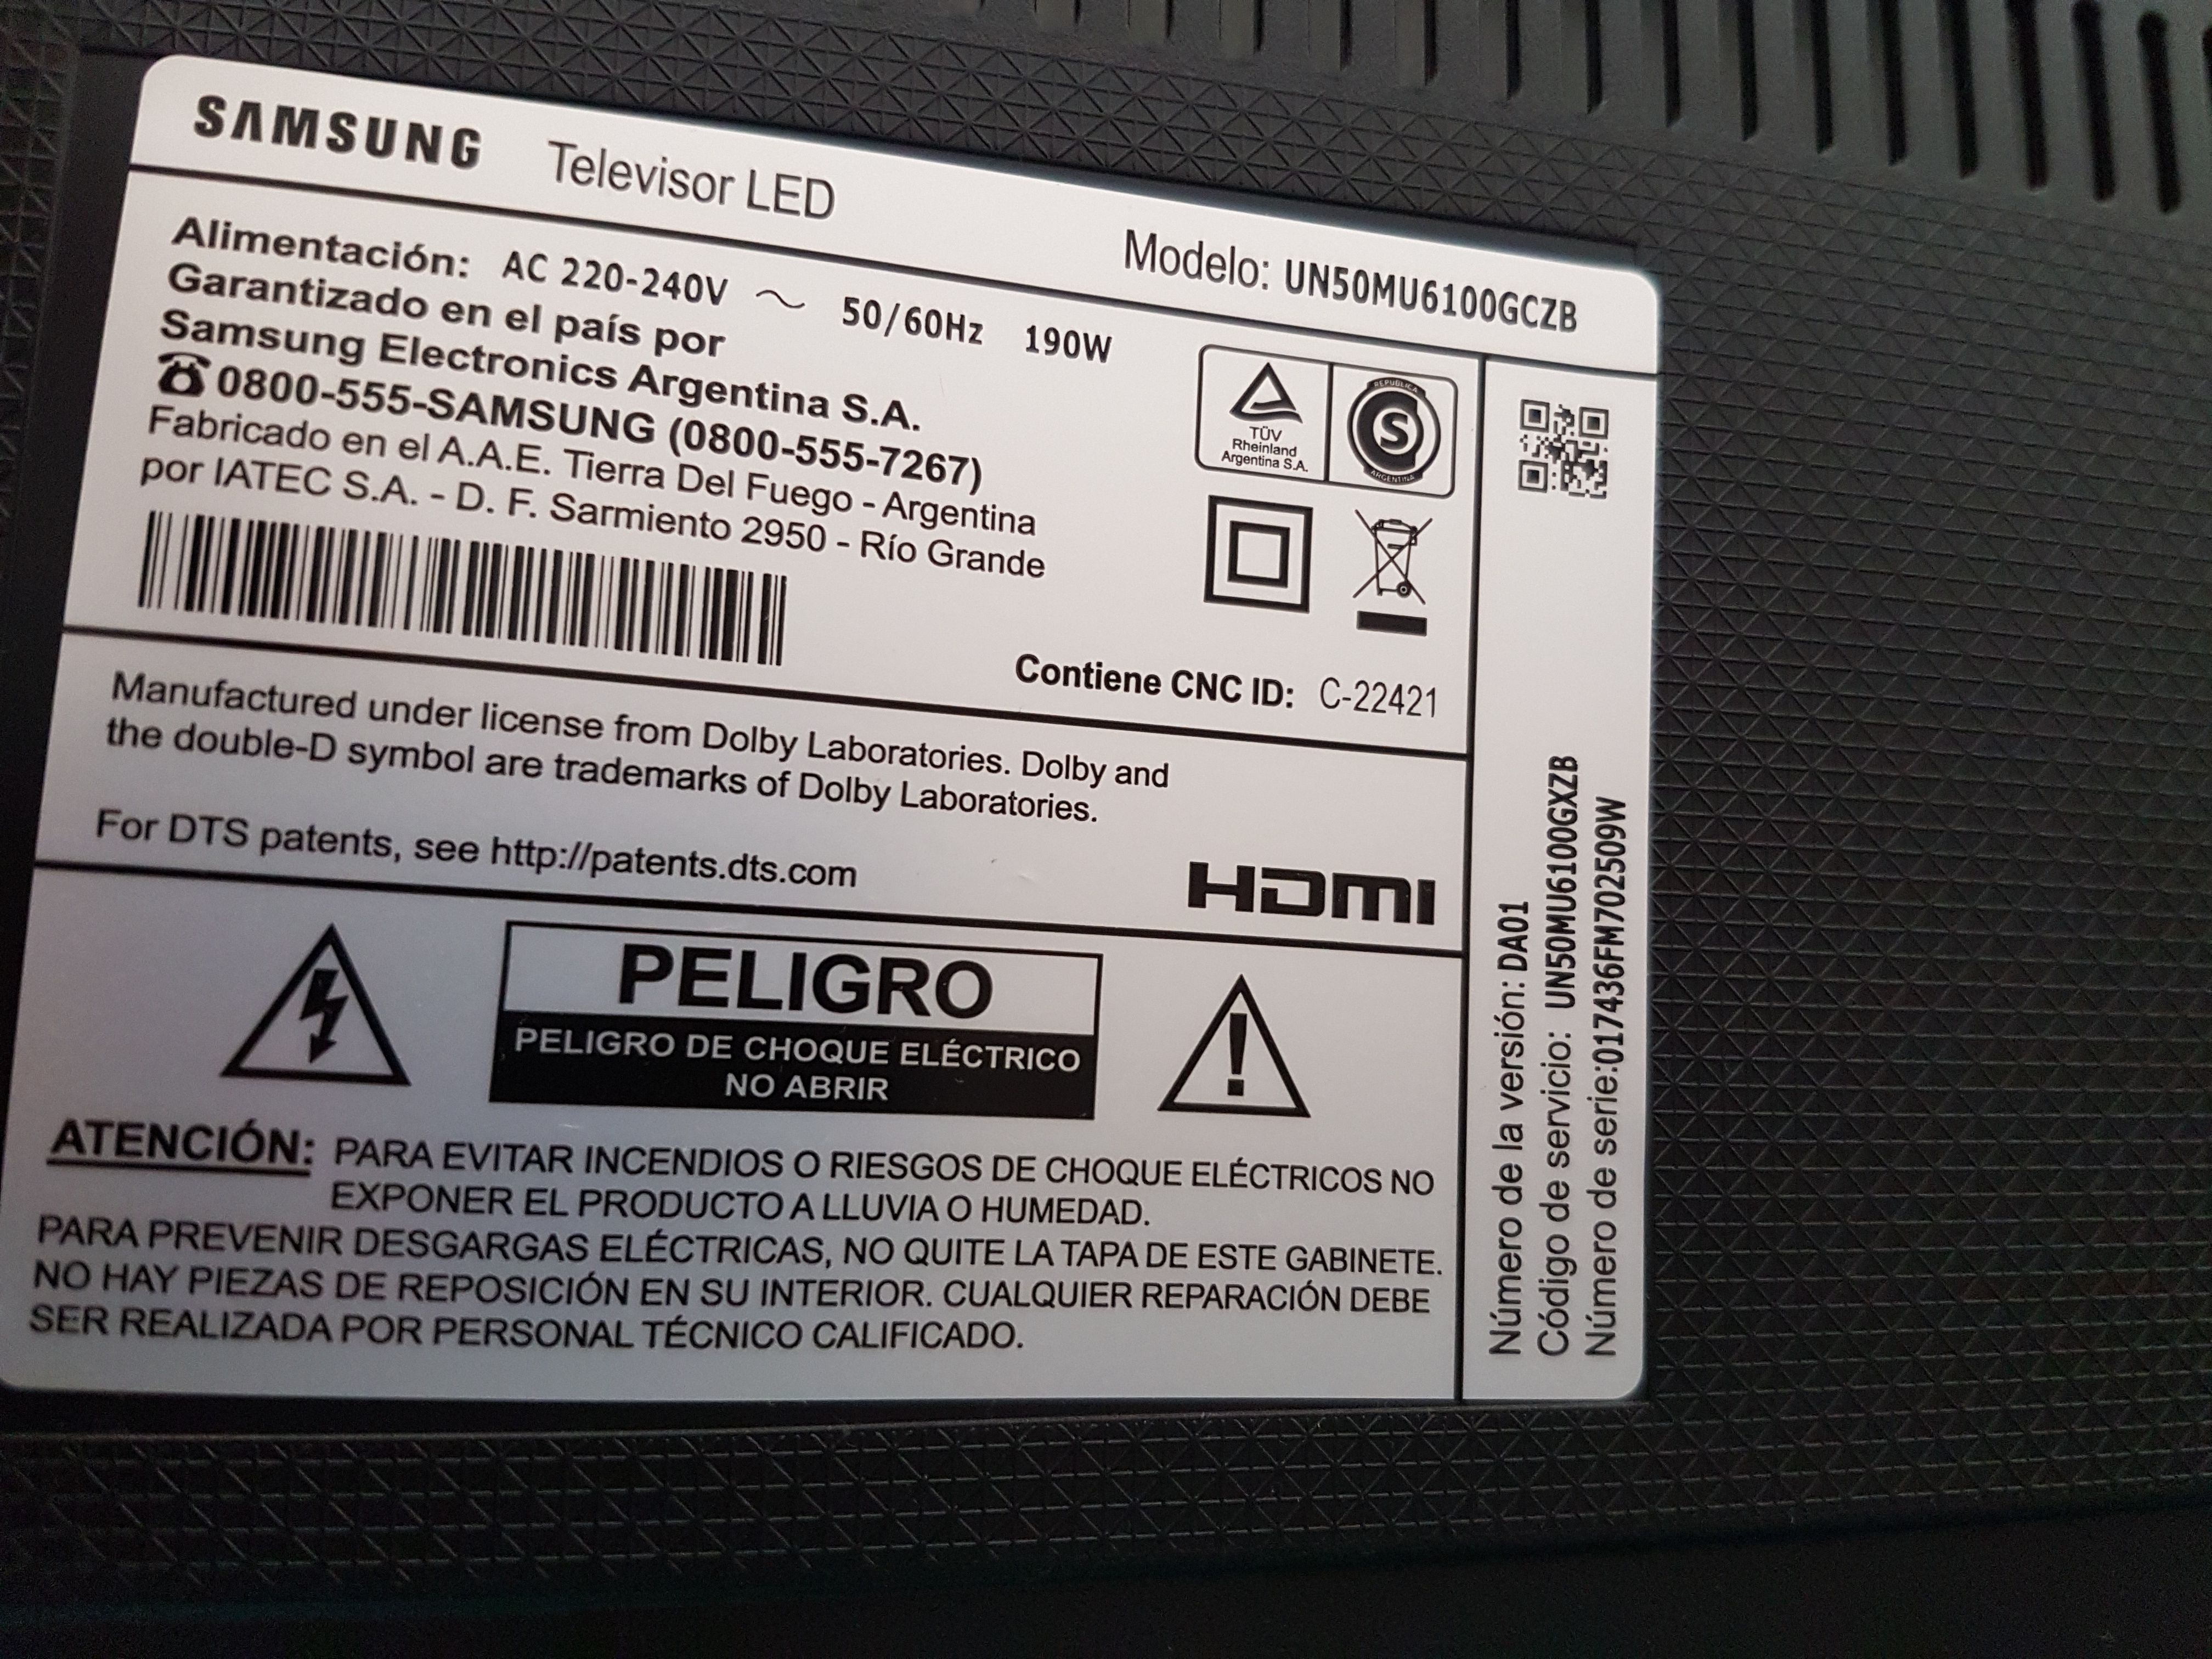 SAMSUNG Televisor LED
Modelo: UN50MU6100GCZB
Alimentación: AC 220-240V ~ 50/60Hz 190W
Garantizado en el país por
Samsung Electronics Argentina S.A.
☎0800-555-SAMSUNG (0800-555-7267)
Fabricado en el A.A.E. Tierra Del Fuego - Argentina
por IATEC S.A. - D. F. Sarmiento 2950 - Río Grande
TÜV
Rheinland
Argentina S.A.
REPUBLICA
S
ARGENTINA
Contiene CNC ID: C-22421
Manufactured under license from Dolby Laboratories. Dolby and
the double-D symbol are trademarks of Dolby Laboratories.
For DTS patents, see http://patents.dts.com
HDMI
PELIGRO
PELIGRO DE CHOQUE ELÉCTRICO
NO ABRIR
ATENCIÓN: PARA EVITAR INCENDIOS O RIESGOS DE CHOQUE ELÉCTRICOS NO
EXPONER EL PRODUCTO A LLUVIA O HUMEDAD.
PARA PREVENIR DESGARGAS ELÉCTRICAS, NO QUITE LA TAPA DE ESTE GABINETE.
NO HAY PIEZAS DE REPOSICIÓN EN SU INTERIOR. CUALQUIER REPARACIÓN DEBE
SER REALIZADA POR PERSONAL TÉCNICO CALIFICADO.
Número de la versión: DA01
Código de servicio: UN50MU6100GXZB
Número de serie:017436FM702509W